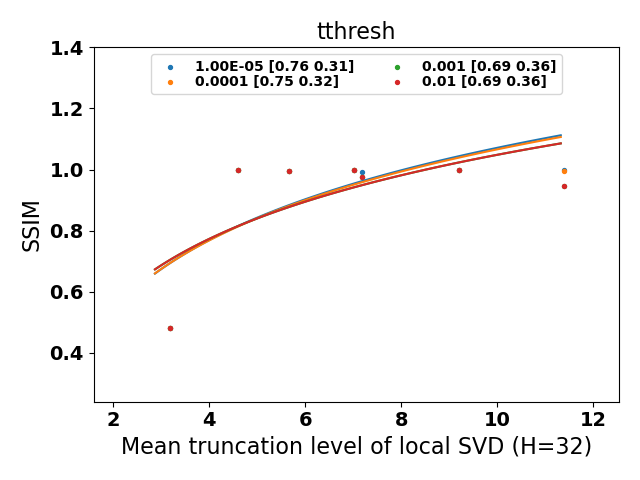 tthresh
1.4
1.2
1.0
0.8
0.6
0.4
SSIM
1.00E-05 [0.76 0.31]
0.0001 [0.75 0.32]
0.001 [0.69 0.36]
0.01 [0.69 0.36]
2 4 6 8 10 12
Mean truncation level of local SVD (H=32)